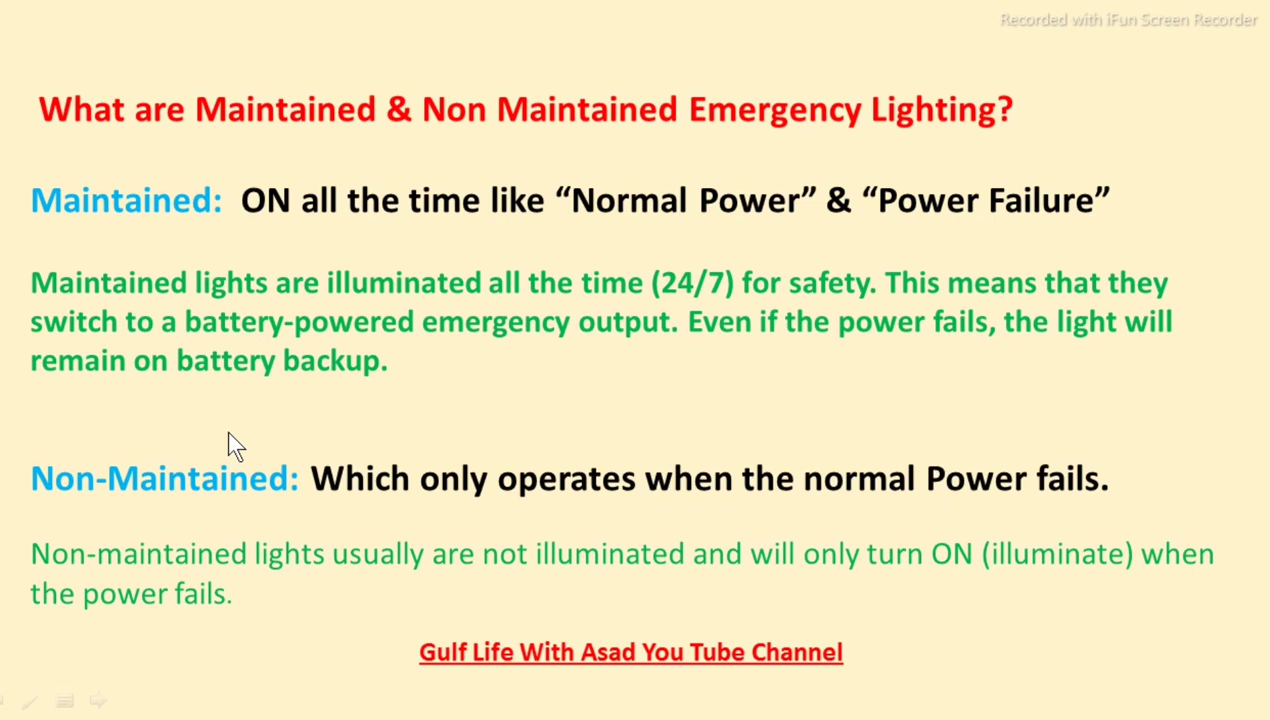 Recorded with iFun Screen Recorder
What are Maintained & Non Maintained Emergency Lighting?
Maintained: ON all the time like “Normal Power” & “Power Failure”
Maintained lights are illuminated all the time (24/7) for safety. This means that they
switch to a battery-powered emergency output. Even if the power fails, the light will
remain on battery backup.
Non-Maintained: Which only operates when the normal Power fails.
Non-maintained lights usually are not illuminated and will only turn ON (illuminate) when
the power fails.
Gulf Life With Asad You Tube Channel